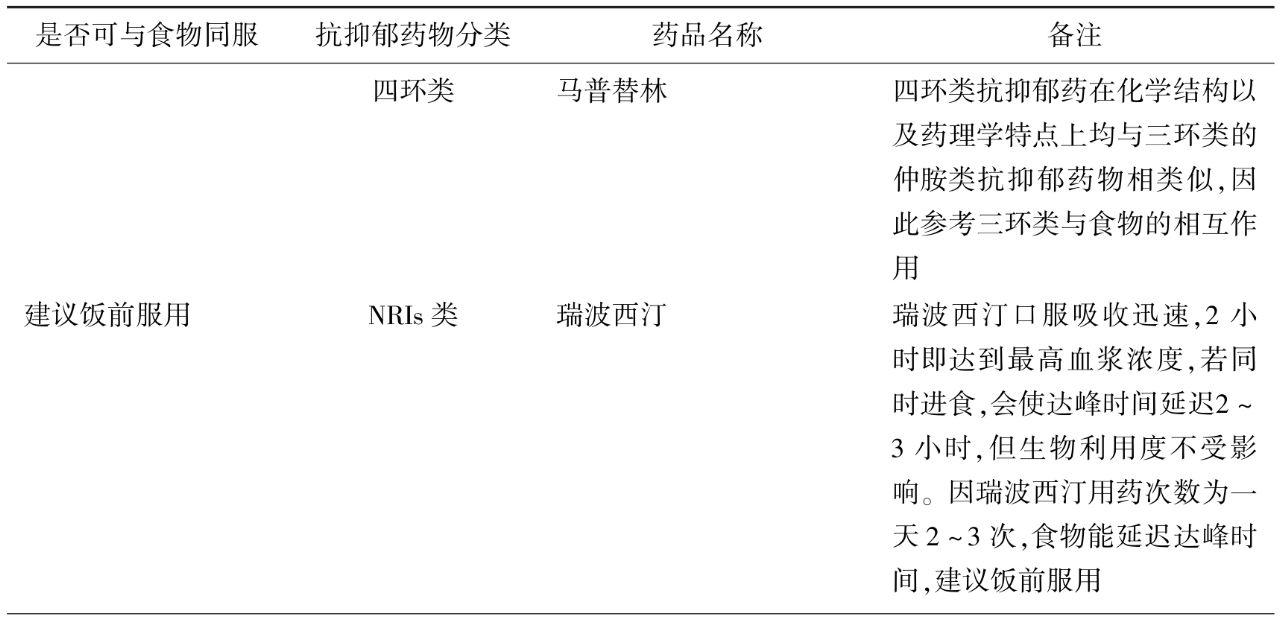 是否可与食物同服 抗抑郁药物分类 药品名称 备注
四环类 马普替林 四环类抗抑郁药在化学结构以
及药理学特点上均与三环类的
仲胺类抗抑郁药物相类似,因
此参考三环类与食物的相互作
用
建议饭前服用 NRIs 类 瑞波西汀 瑞波西汀口服吸收迅速,2 小
时即达到最高血浆浓度,若同
时进食,会使达峰时间延迟2 ~
3 小时,但生物利用度不受影
响。因瑞波西汀用药次数为一
天 2 ~ 3 次,食物能延迟达峰时
间,建议饭前服用